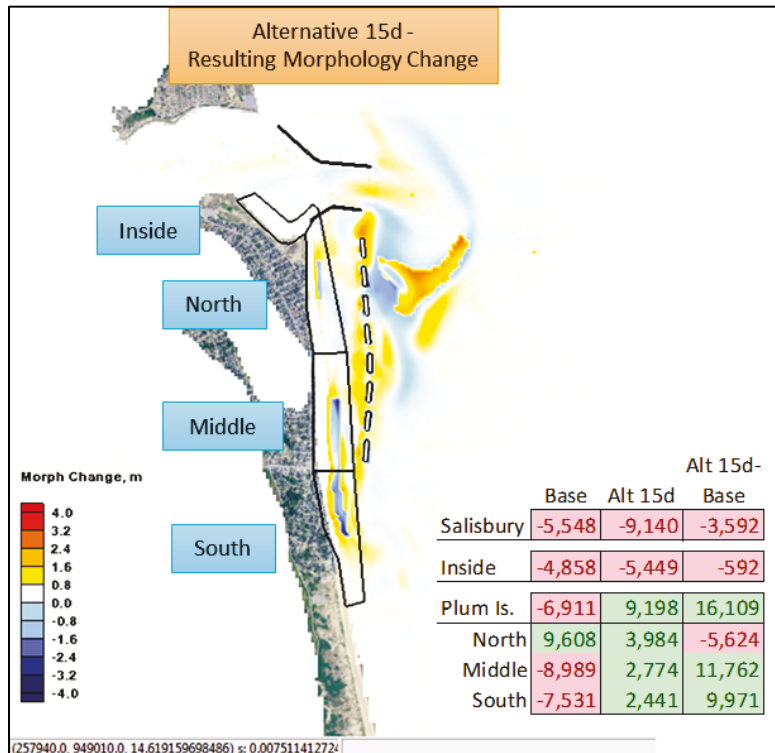 Alternative 15d -
Resulting Morphology Change
Inside
North
Middle
South
Morph Change, m
4.0
3.2
2.4
1.6
0.8
0.0
-0.8
-1.6
-2.4
-3.2
-4.0
Alt 15d-
Base Alt 15d Base
Salisbury -5,548 -9,140 -3,592
Inside -4,858 -5,449 -592
Plum Is. -6,911 9,198 16,109
North 9,608 3,984 -5,624
Middle -8,989 2,774 11,762
South -7,531 2,441 9,971
(257940.0, 949010.0, 14.619159698486) s: 0.007511412724